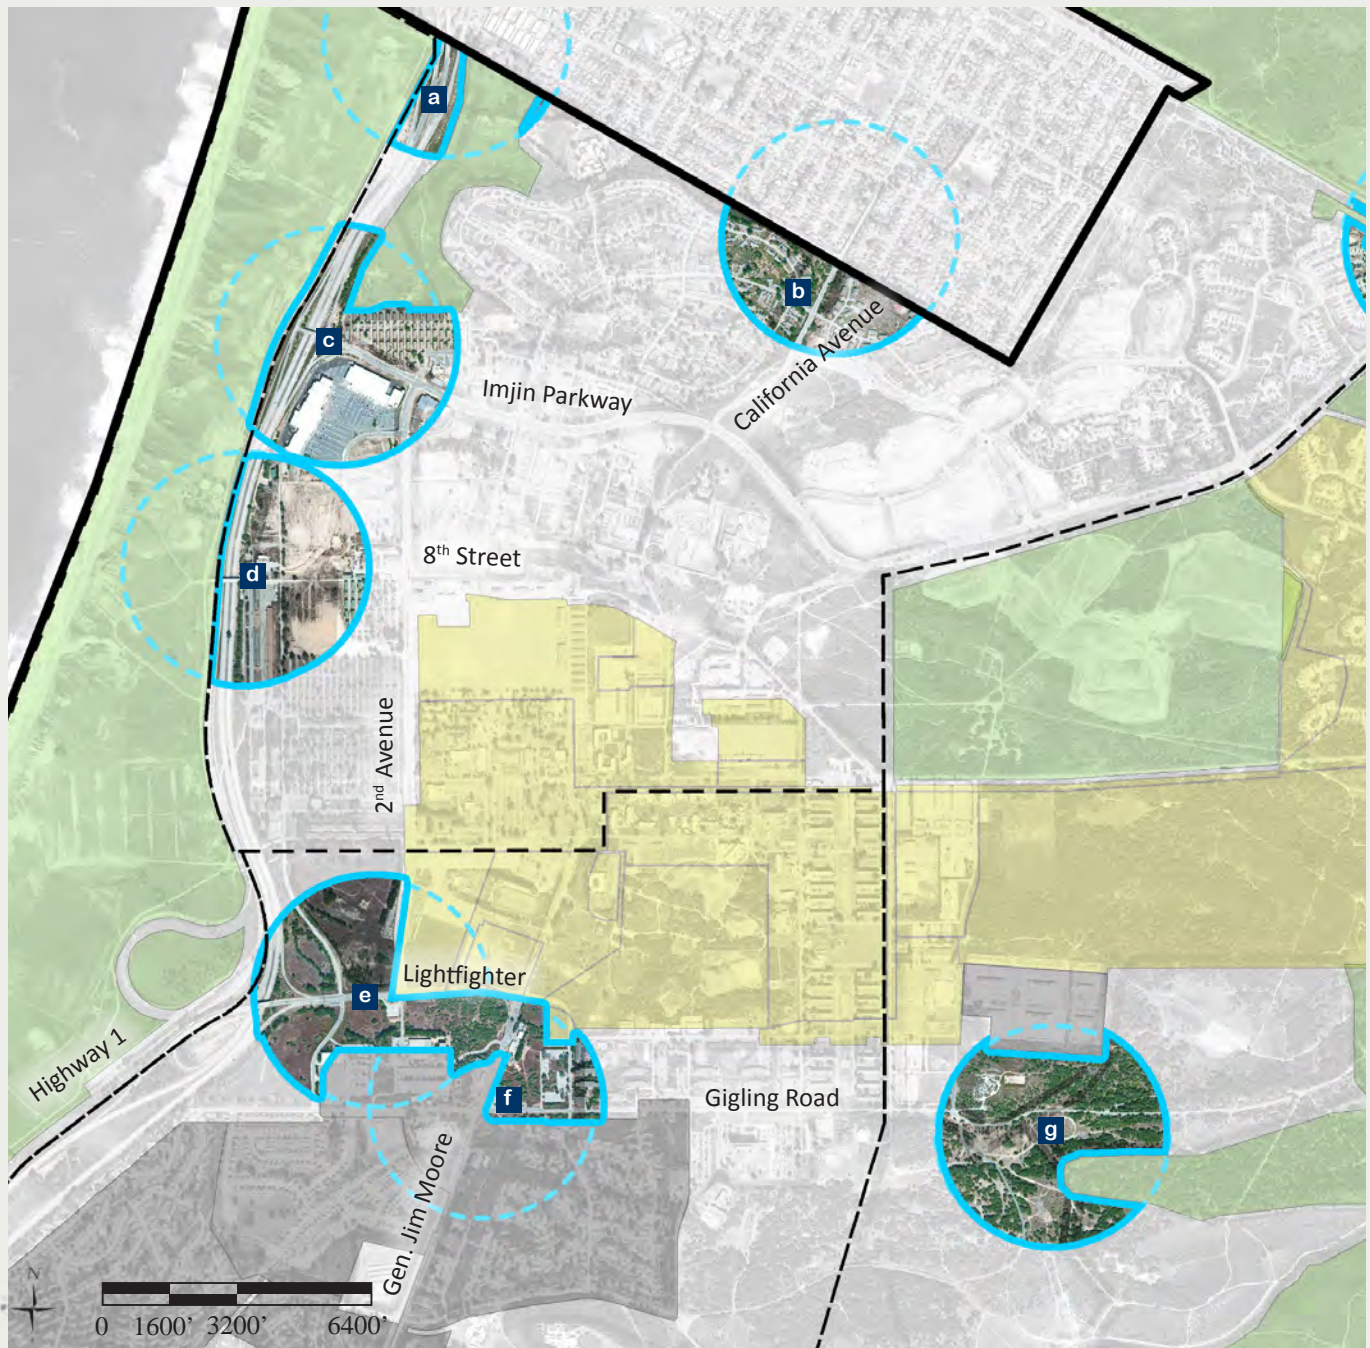 a
b
c
California Avenue
Imjin Parkway
8th Street
d
2nd Avenue
Lightfighter
e
Highway 1
f
Gigling Road
g
Gen. Jim Moore
N
0 1600’ 3200’ 6400’